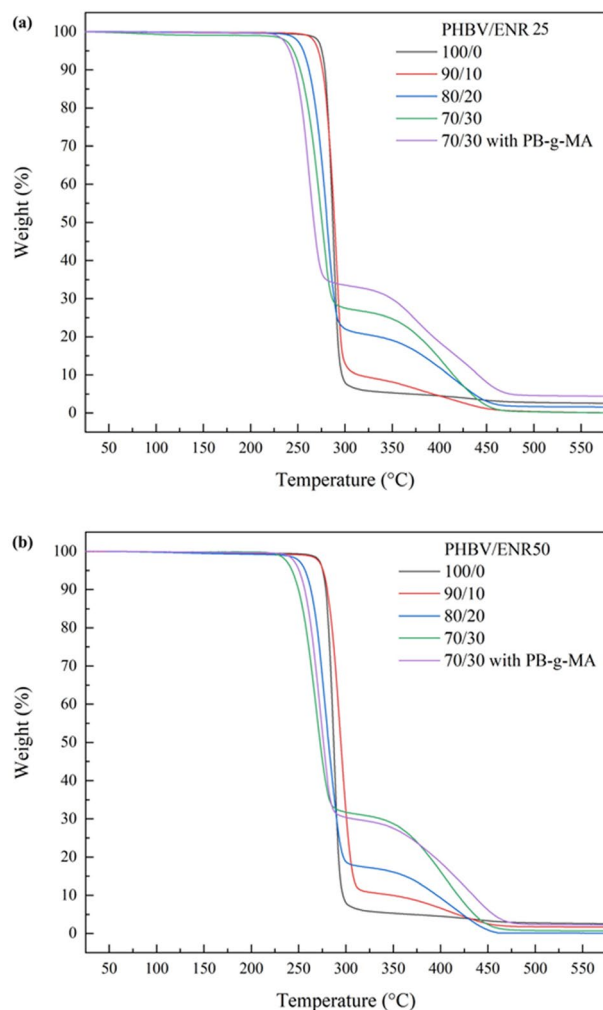 (a)
PHBV/ENR 25
100/0
90/10
80/20
70/30
70/30 with PB-g-MA
100
90
80
70
60
50
40
30
20
10
0
Weight (%)
50 100 150 200 250 300 350 400 450 500 550
Temperature (°C)
(b)
PHBV/ENR50
100/0
90/10
80/20
70/30
70/30 with PB-g-MA
100
90
80
70
60
50
40
30
20
10
0
Weight (%)
50 100 150 200 250 300 350 400 450 500 550
Temperature (°C)